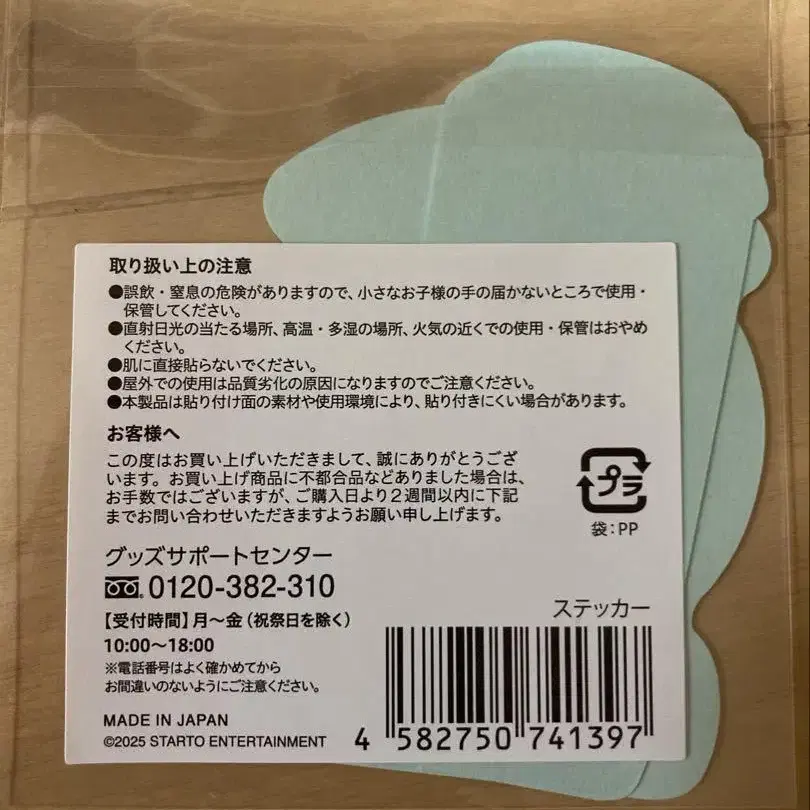 取り扱い上の注意
●誤飲・窒息の危険がありますので、小さなお子様の手の届かないところで使用・
保管してください。
●直射日光の当たる場所、高温・多湿の場所、火気の近くでの使用・保管はおやめ
ください。
●肌に直接貼らないでください。
●屋外での使用は品質劣化の原因になりますのでご注意ください。
●本製品は貼り付け面の素材や使用環境により、貼り付きにくい場合があります。
お客様へ
この度はお買い上げいただきまして、誠にありがとうござ
います。お買い上げ商品に不都合品などありました場合は、
お手数ではございますが、ご購入日より2週間以内に下記
までお問い合わせいただきますようお願い申し上げます。
プラ
袋:PP
グッズサポートセンター
0120-382-310
【受付時間】月〜金(祝祭日を除く)
10:00〜18:00
※電話番号はよく確かめてから
お間違いのないようにご注意ください。
MADE IN JAPAN
©2025 STARTO ENTERTAINMENT
ステッカー
4 582750 741397